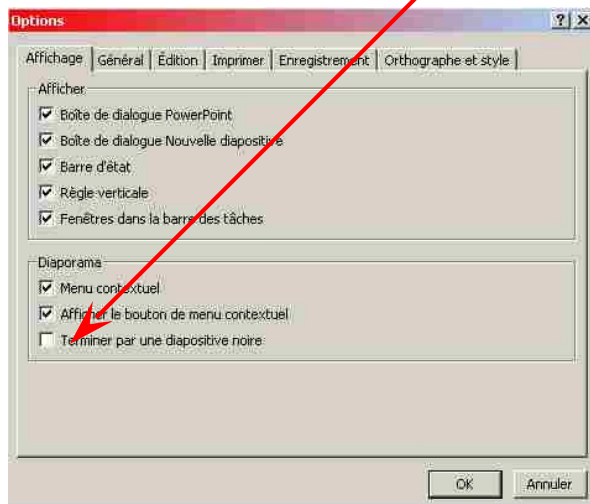 Options
Affichage Général Édition Imprimer Enregistrement Orthographe et style
Afficher
Boîte de dialogue PowerPoint
Boîte de dialogue Nouvelle diapositive
Barre d'état
Règle verticale
Fenêtres dans la barre des tâches
Diaporama
Menu contextuel
Afficher le bouton de menu contextuel
Terminer par une diapositive noire
OK Annuler